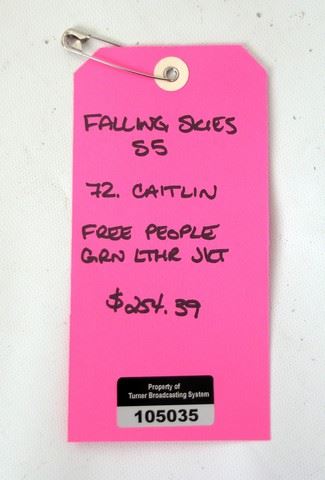 FALLING SKIES
S5
72. CAITLIN
FREE PEOPLE
GRN LTHR JKT
$254.39
Property of
Turner Broadcasting System
105035